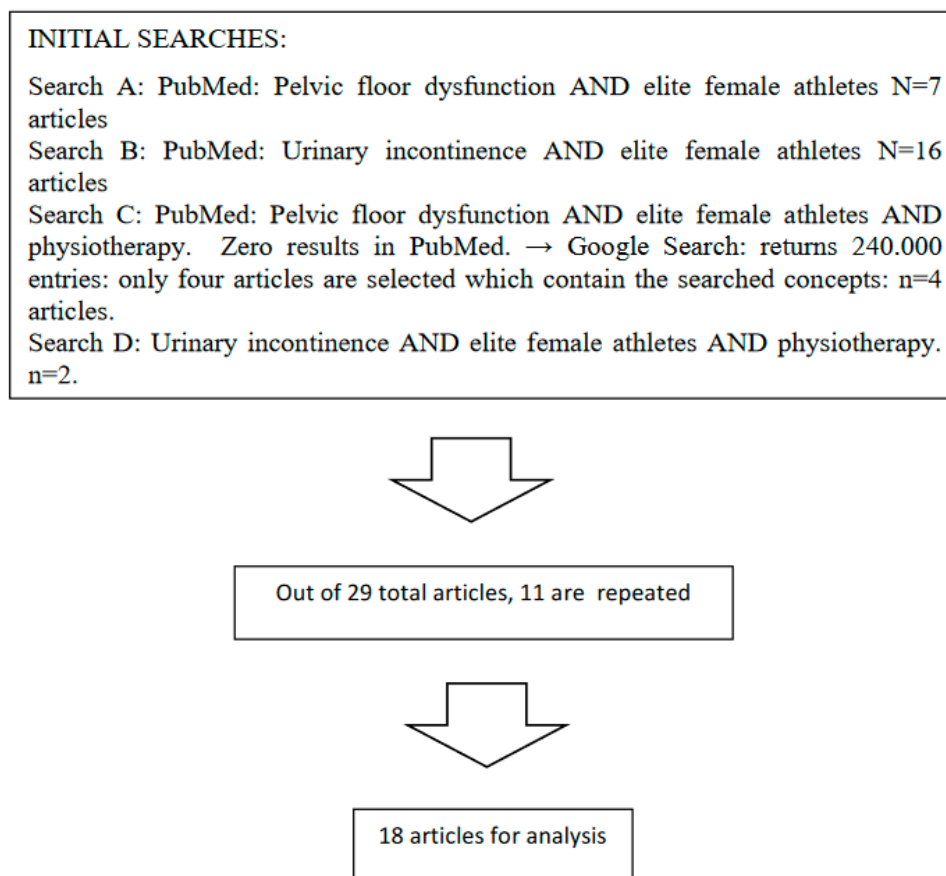 INITIAL SEARCHES:
Search A: PubMed: Pelvic floor dysfunction AND elite female athletes N=7
articles
Search B: PubMed: Urinary incontinence AND elite female athletes N=16
articles
Search C: PubMed: Pelvic floor dysfunction AND elite female athletes AND
physiotherapy. Zero results in PubMed. → Google Search: returns 240.000
entries: only four articles are selected which contain the searched concepts: n=4
articles.
Search D: Urinary incontinence AND elite female athletes AND physiotherapy.
n=2.
Out of 29 total articles, 11 are repeated
18 articles for analysis